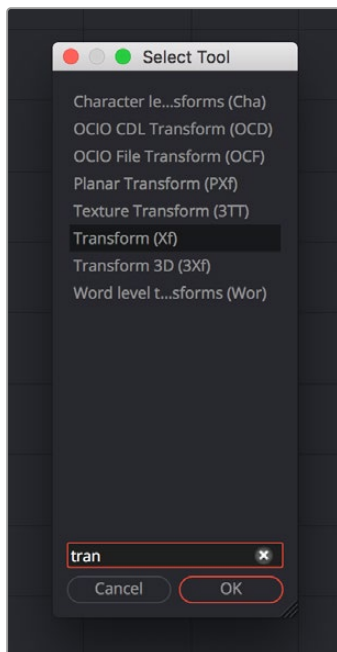 Select Tool
Character le...sforms (Cha)
OCIO CDL Transform (OCD)
OCIO File Transform (OCF)
Planar Transform (PXf)
Texture Transform (3TT)
Transform (Xf)
Transform 3D (3Xf)
Word level t...sforms (Wor)
tran
Cancel OK